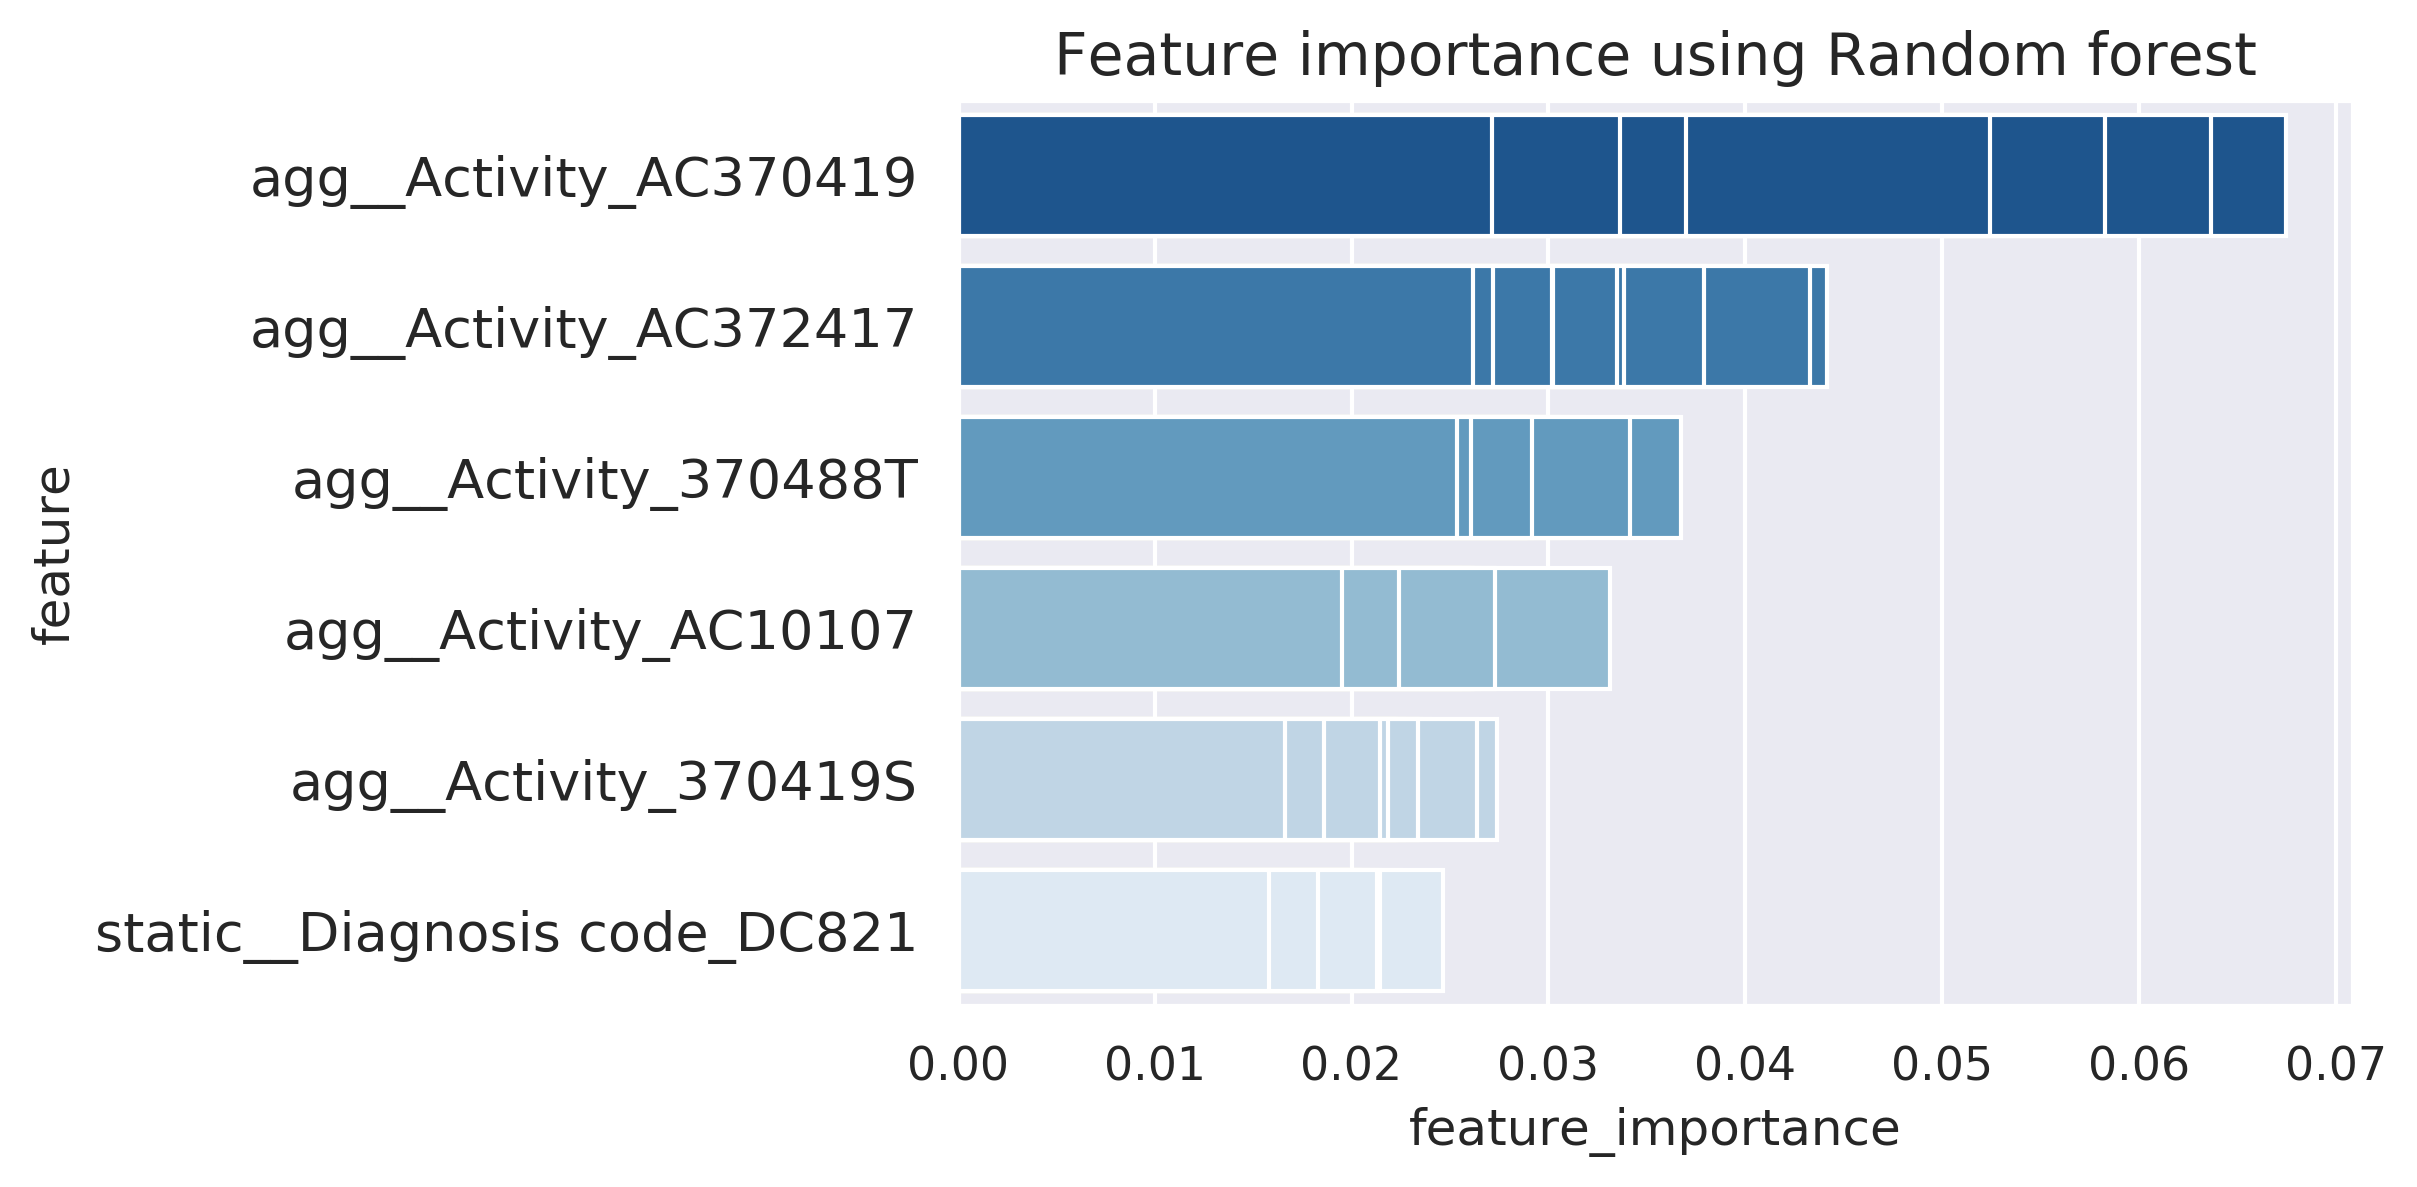 Feature importance using Random forest
feature
agg__Activity_AC370419
agg__Activity_AC372417
agg__Activity_370488T
agg__Activity_AC10107
agg__Activity_370419S
static__Diagnosis code_DC821
0.00 0.01 0.02 0.03 0.04 0.05 0.06 0.07
feature_importance